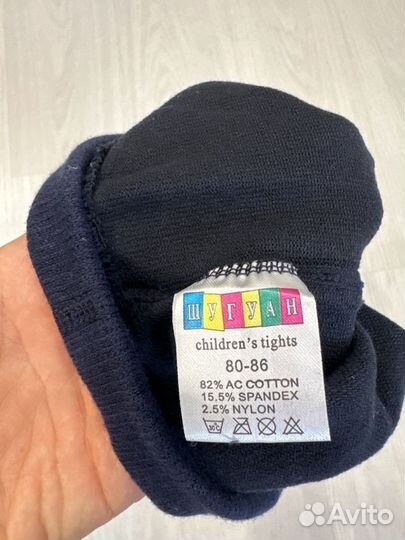 ШУГУАН
children's tights
80-86
82% AC COTTON
15.5% SPANDEX
2.5% NYLON
Avito